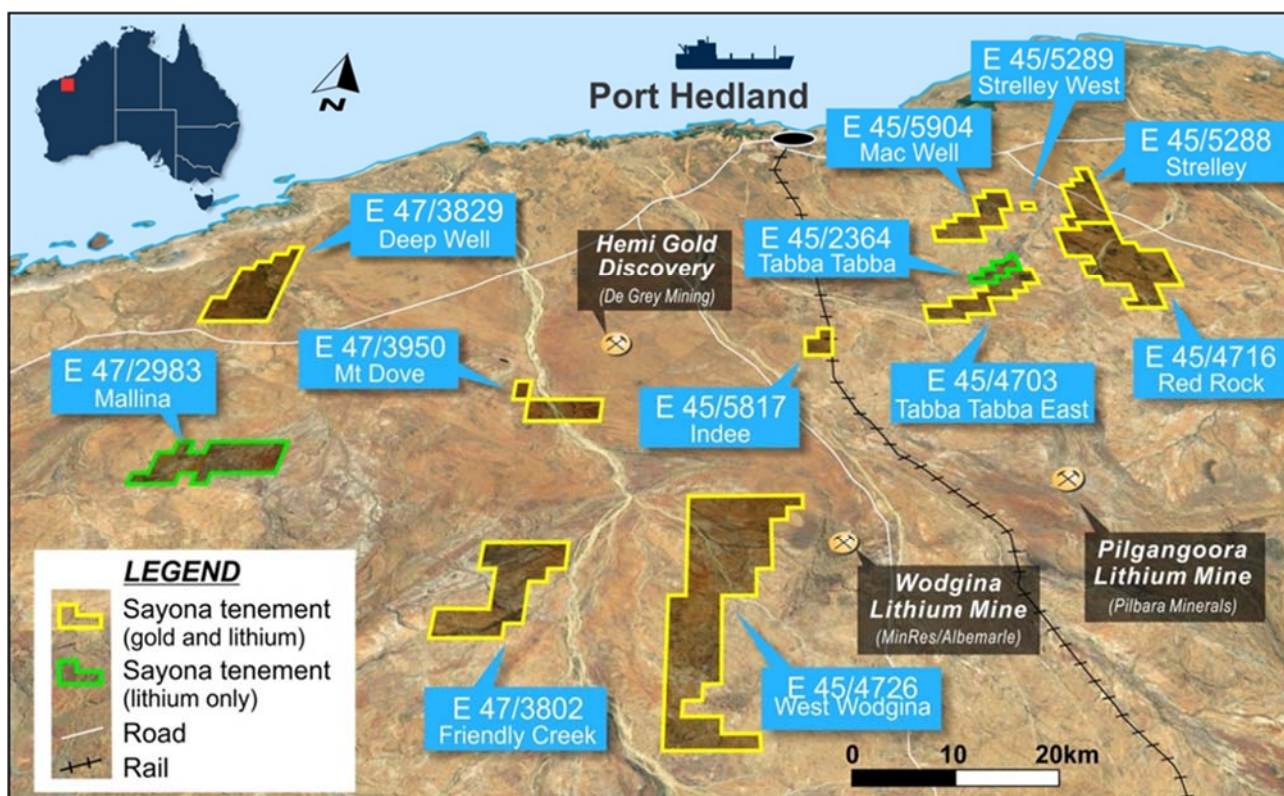 Port Hedland
N
E 45/5289
Strelley West
E 45/5904
Mac Well
E 45/5288
Strelley
E 47/3829
Deep Well
Hemi Gold
Discovery
(De Grey Mining)
E 45/2364
Tabba Tabba
E 47/3950
Mt Dove
E 47/2983
Mallina
E 45/5817
Indee
E 45/4703
Tabba Tabba East
E 45/4716
Red Rock
Wodgina
Lithium Mine
(MinRes/Albemarle)
Pilgangoora
Lithium Mine
(Pilbara Minerals)
E 47/3802
Friendly Creek
E 45/4726
West Wodgina
LEGEND
Sayona tenement
(gold and lithium)
Sayona tenement
(lithium only)
Road
Rail
0 10 20km